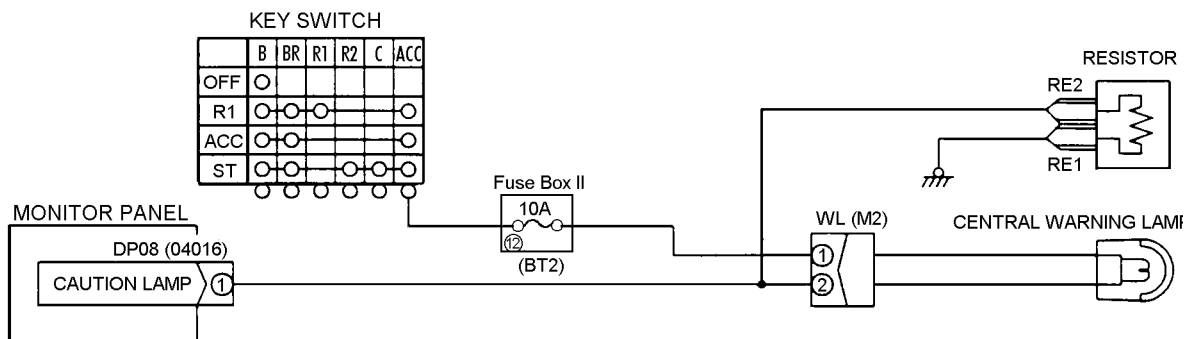 KEY SWITCH
B BR R1 R2 C ACC
OFF
R1
ACC
ST
RESISTOR
RE2
RE1
Fuse Box II
10A
12
(BT2)
MONITOR PANEL
DP08 (04016)
CAUTION LAMP 1
WL (M2)
1
2
CENTRAL WARNING LAMP